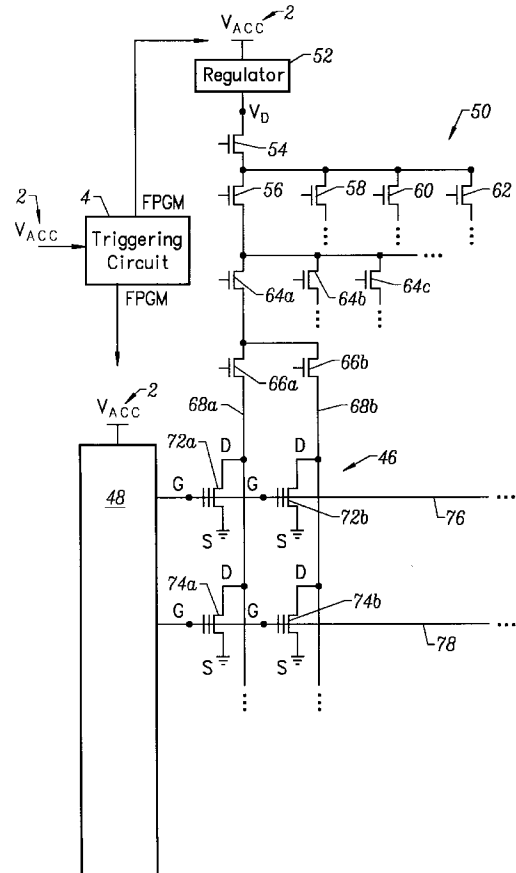 2
VACC
Regulator
52
VD
50
54
56
58
60
62
4
FPGM
2
VACC
Triggering
Circuit
FPGM
64a
64b
64c
66a
66b
2
VACC
68a
68b
72a
D
D
46
48
G
G
76
S
S
72b
74a
D
D
74b
G
G
78
S
S